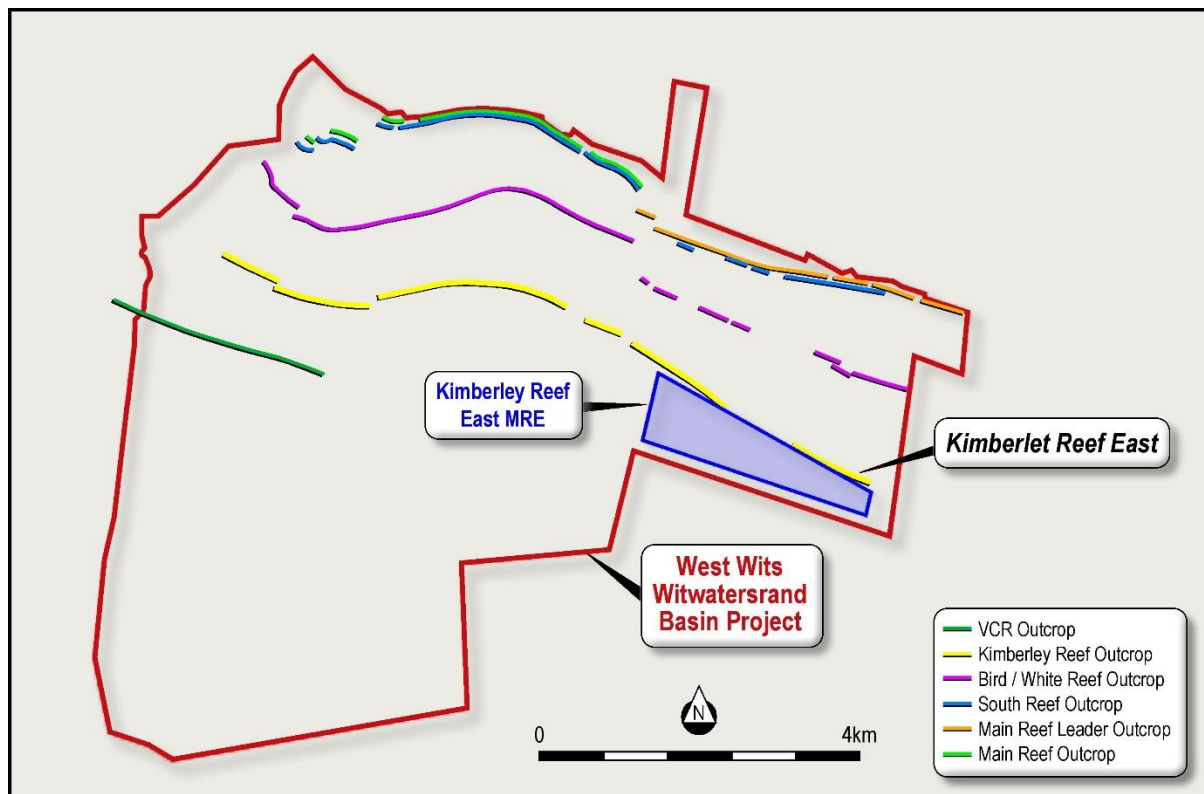 Kimberley Reef
East MRE
Kimberlet Reef East
West Wits
Witwatersrand
Basin Project
N
0
4km
VCR Outcrop
Kimberley Reef Outcrop
Bird / White Reef Outcrop
South Reef Outcrop
Main Reef Leader Outcrop
Main Reef Outcrop